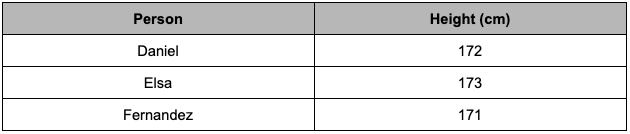 Person Height (cm)
Daniel 172
Elsa 173
Fernandez 171